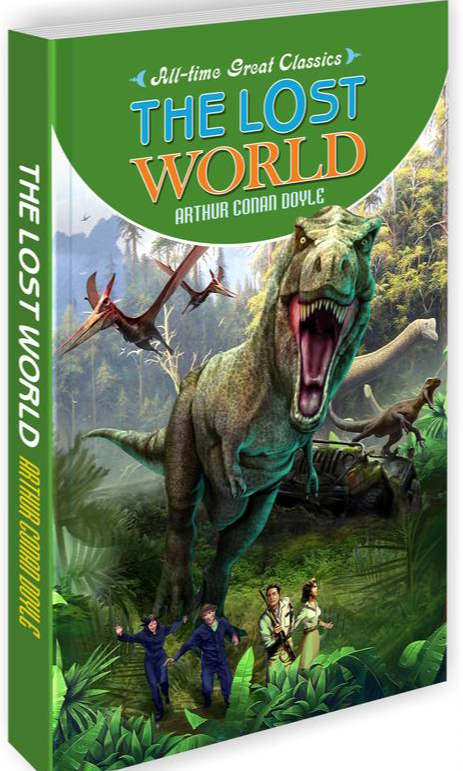 All-time Great Classics
THE LOST
WORLD
ARTHUR CONAN DOYLE
THE LOST WORLD ARTHUR CONAN DOYLE